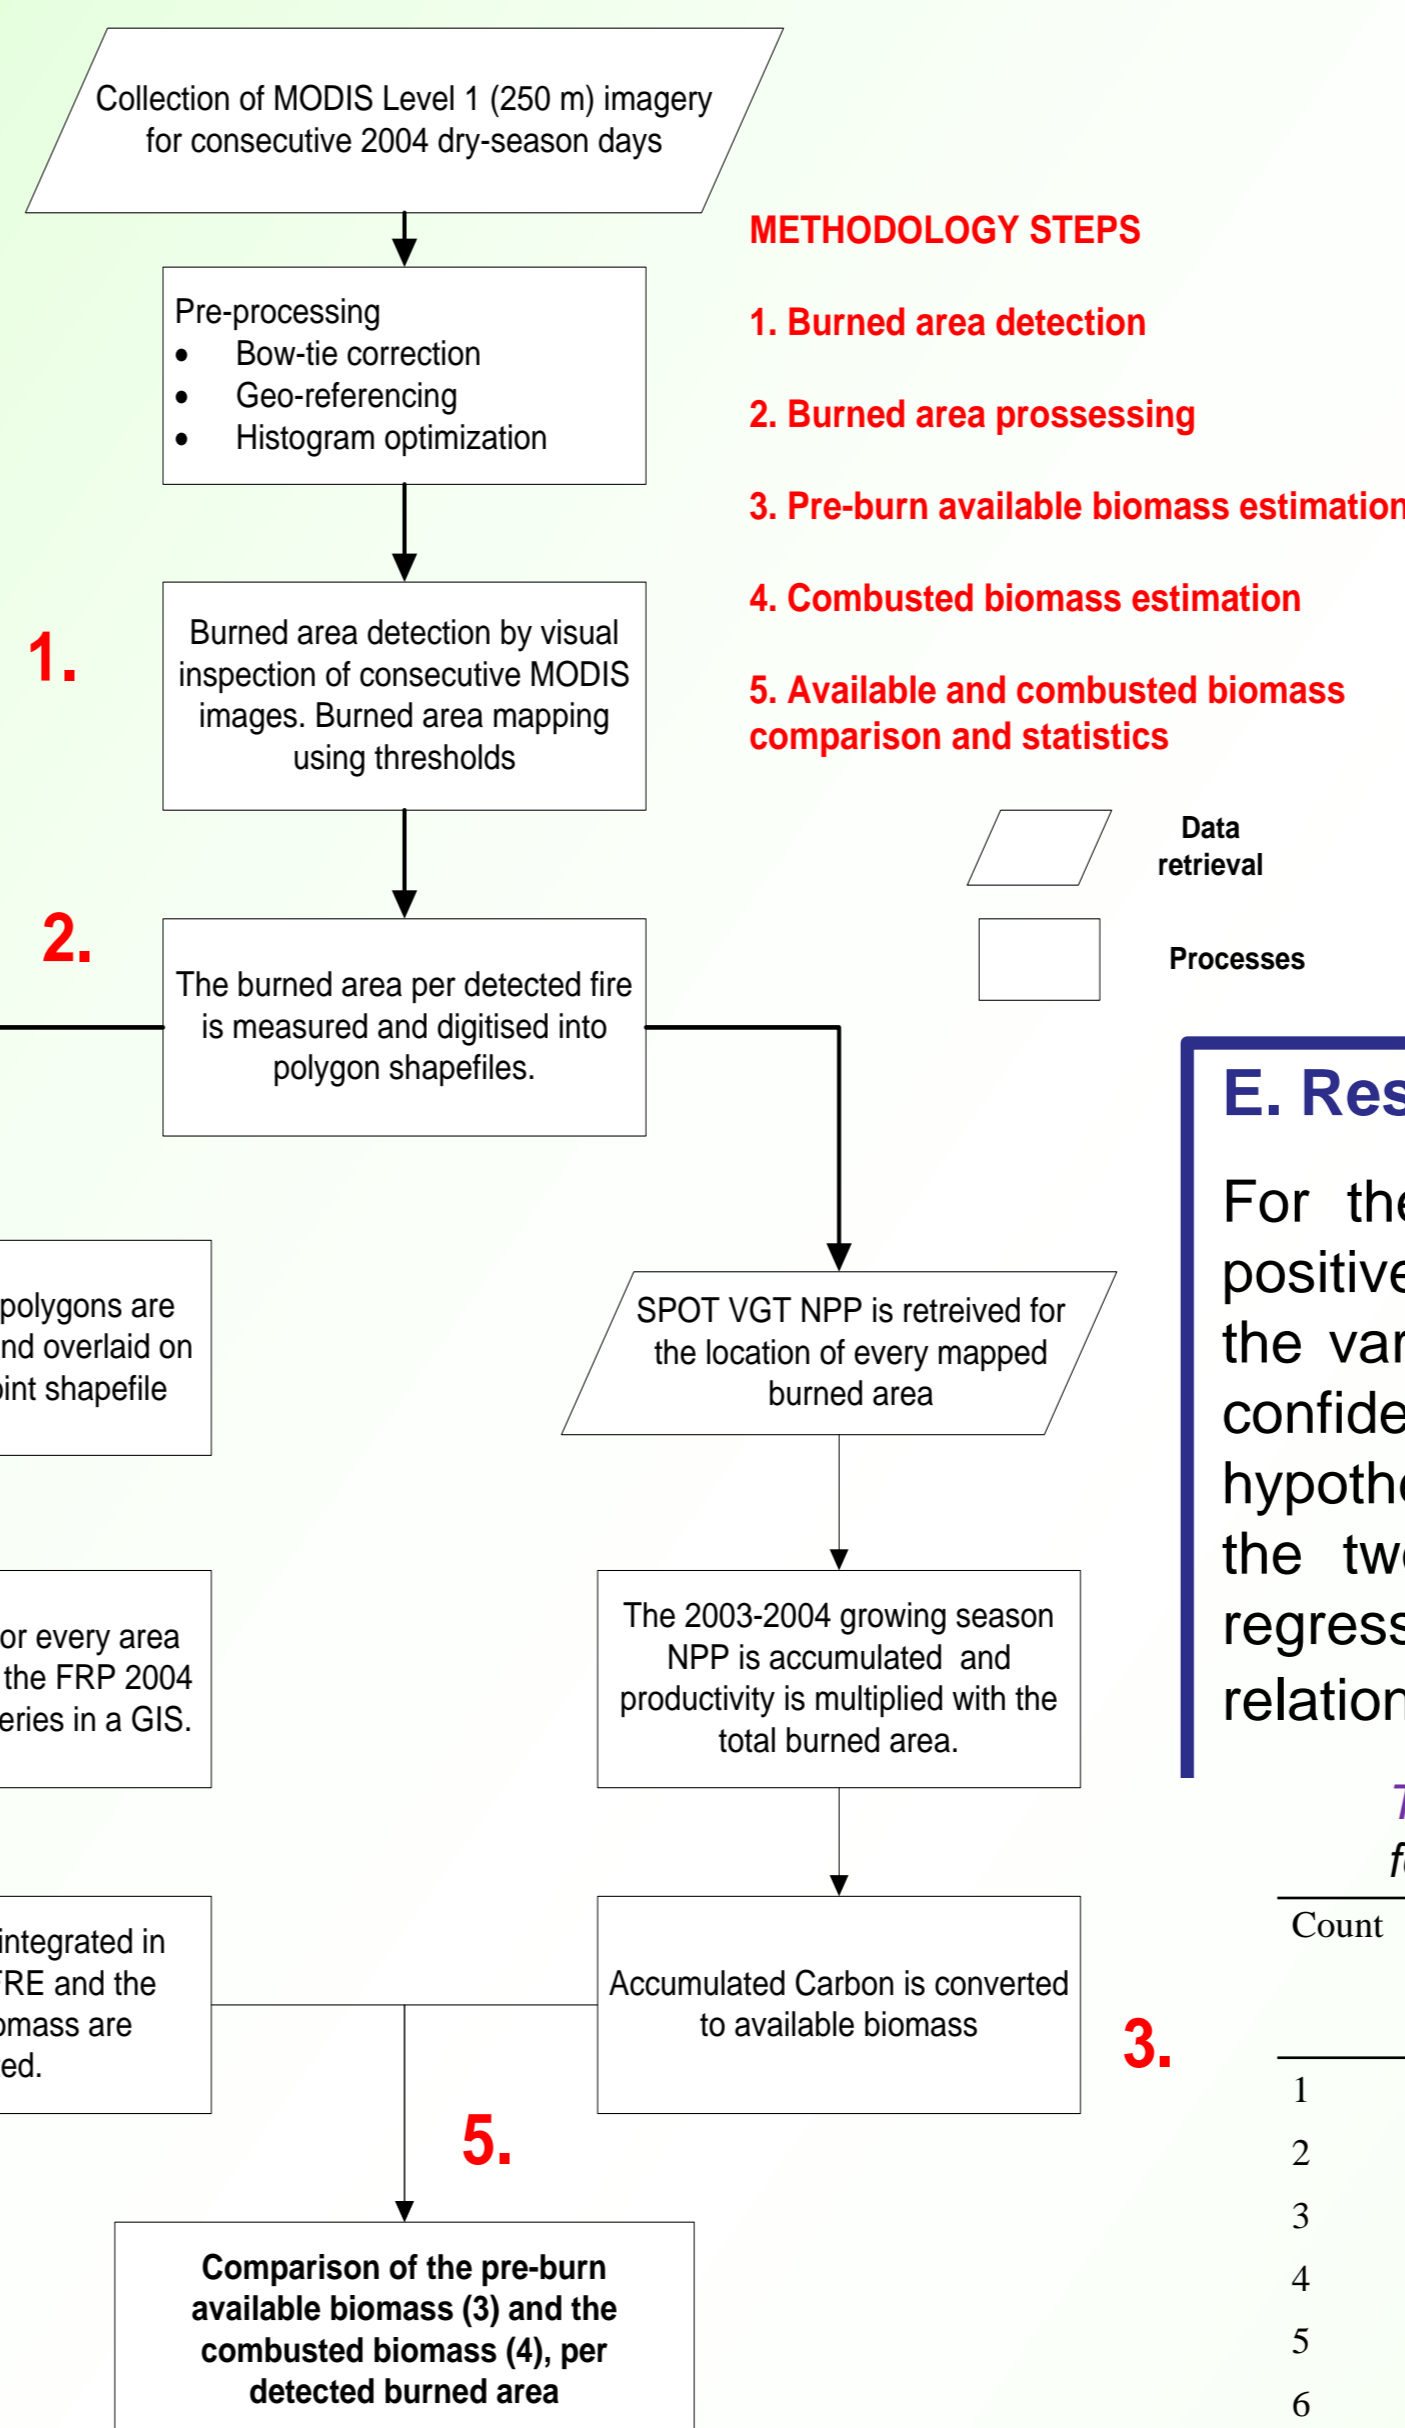 Collection of MODIS Level 1 (250 m) imagery
for consecutive 2004 dry-season days
METHODOLOGY STEPS
1. Burned area detection
2. Burned area prossessing
3. Pre-burn available biomass estimation
4. Combusted biomass estimation
5. Available and combusted biomass
comparison and statistics
Data
retrieval
Processes
Pre-processing
• Bow-tie correction
• Geo-referencing
• Histogram optimization
1.
Burned area detection by visual
inspection of consecutive MODIS
images. Burned area mapping
using thresholds
2.
The burned area per detected fire
is measured and digitised into
polygon shapefiles.
polygons are
nd overlaid on
oint shapefile
or every area
the FRP 2004
eries in a GIS.
integrated in
FRE and the
omass are
ed.
SPOT VGT NPP is retreived for
the location of every mapped
burned area
The 2003-2004 growing season
NPP is accumulated and
productivity is multiplied with the
total burned area.
Accumulated Carbon is converted
to available biomass
3.
5.
Comparison of the pre-burn
available biomass (3) and the
combusted biomass (4), per
detected burned area
E. Res
For the
positive
the var
confide
hypothe
the two
regress
relation
T
f
Count
1
2
3
4
5
6